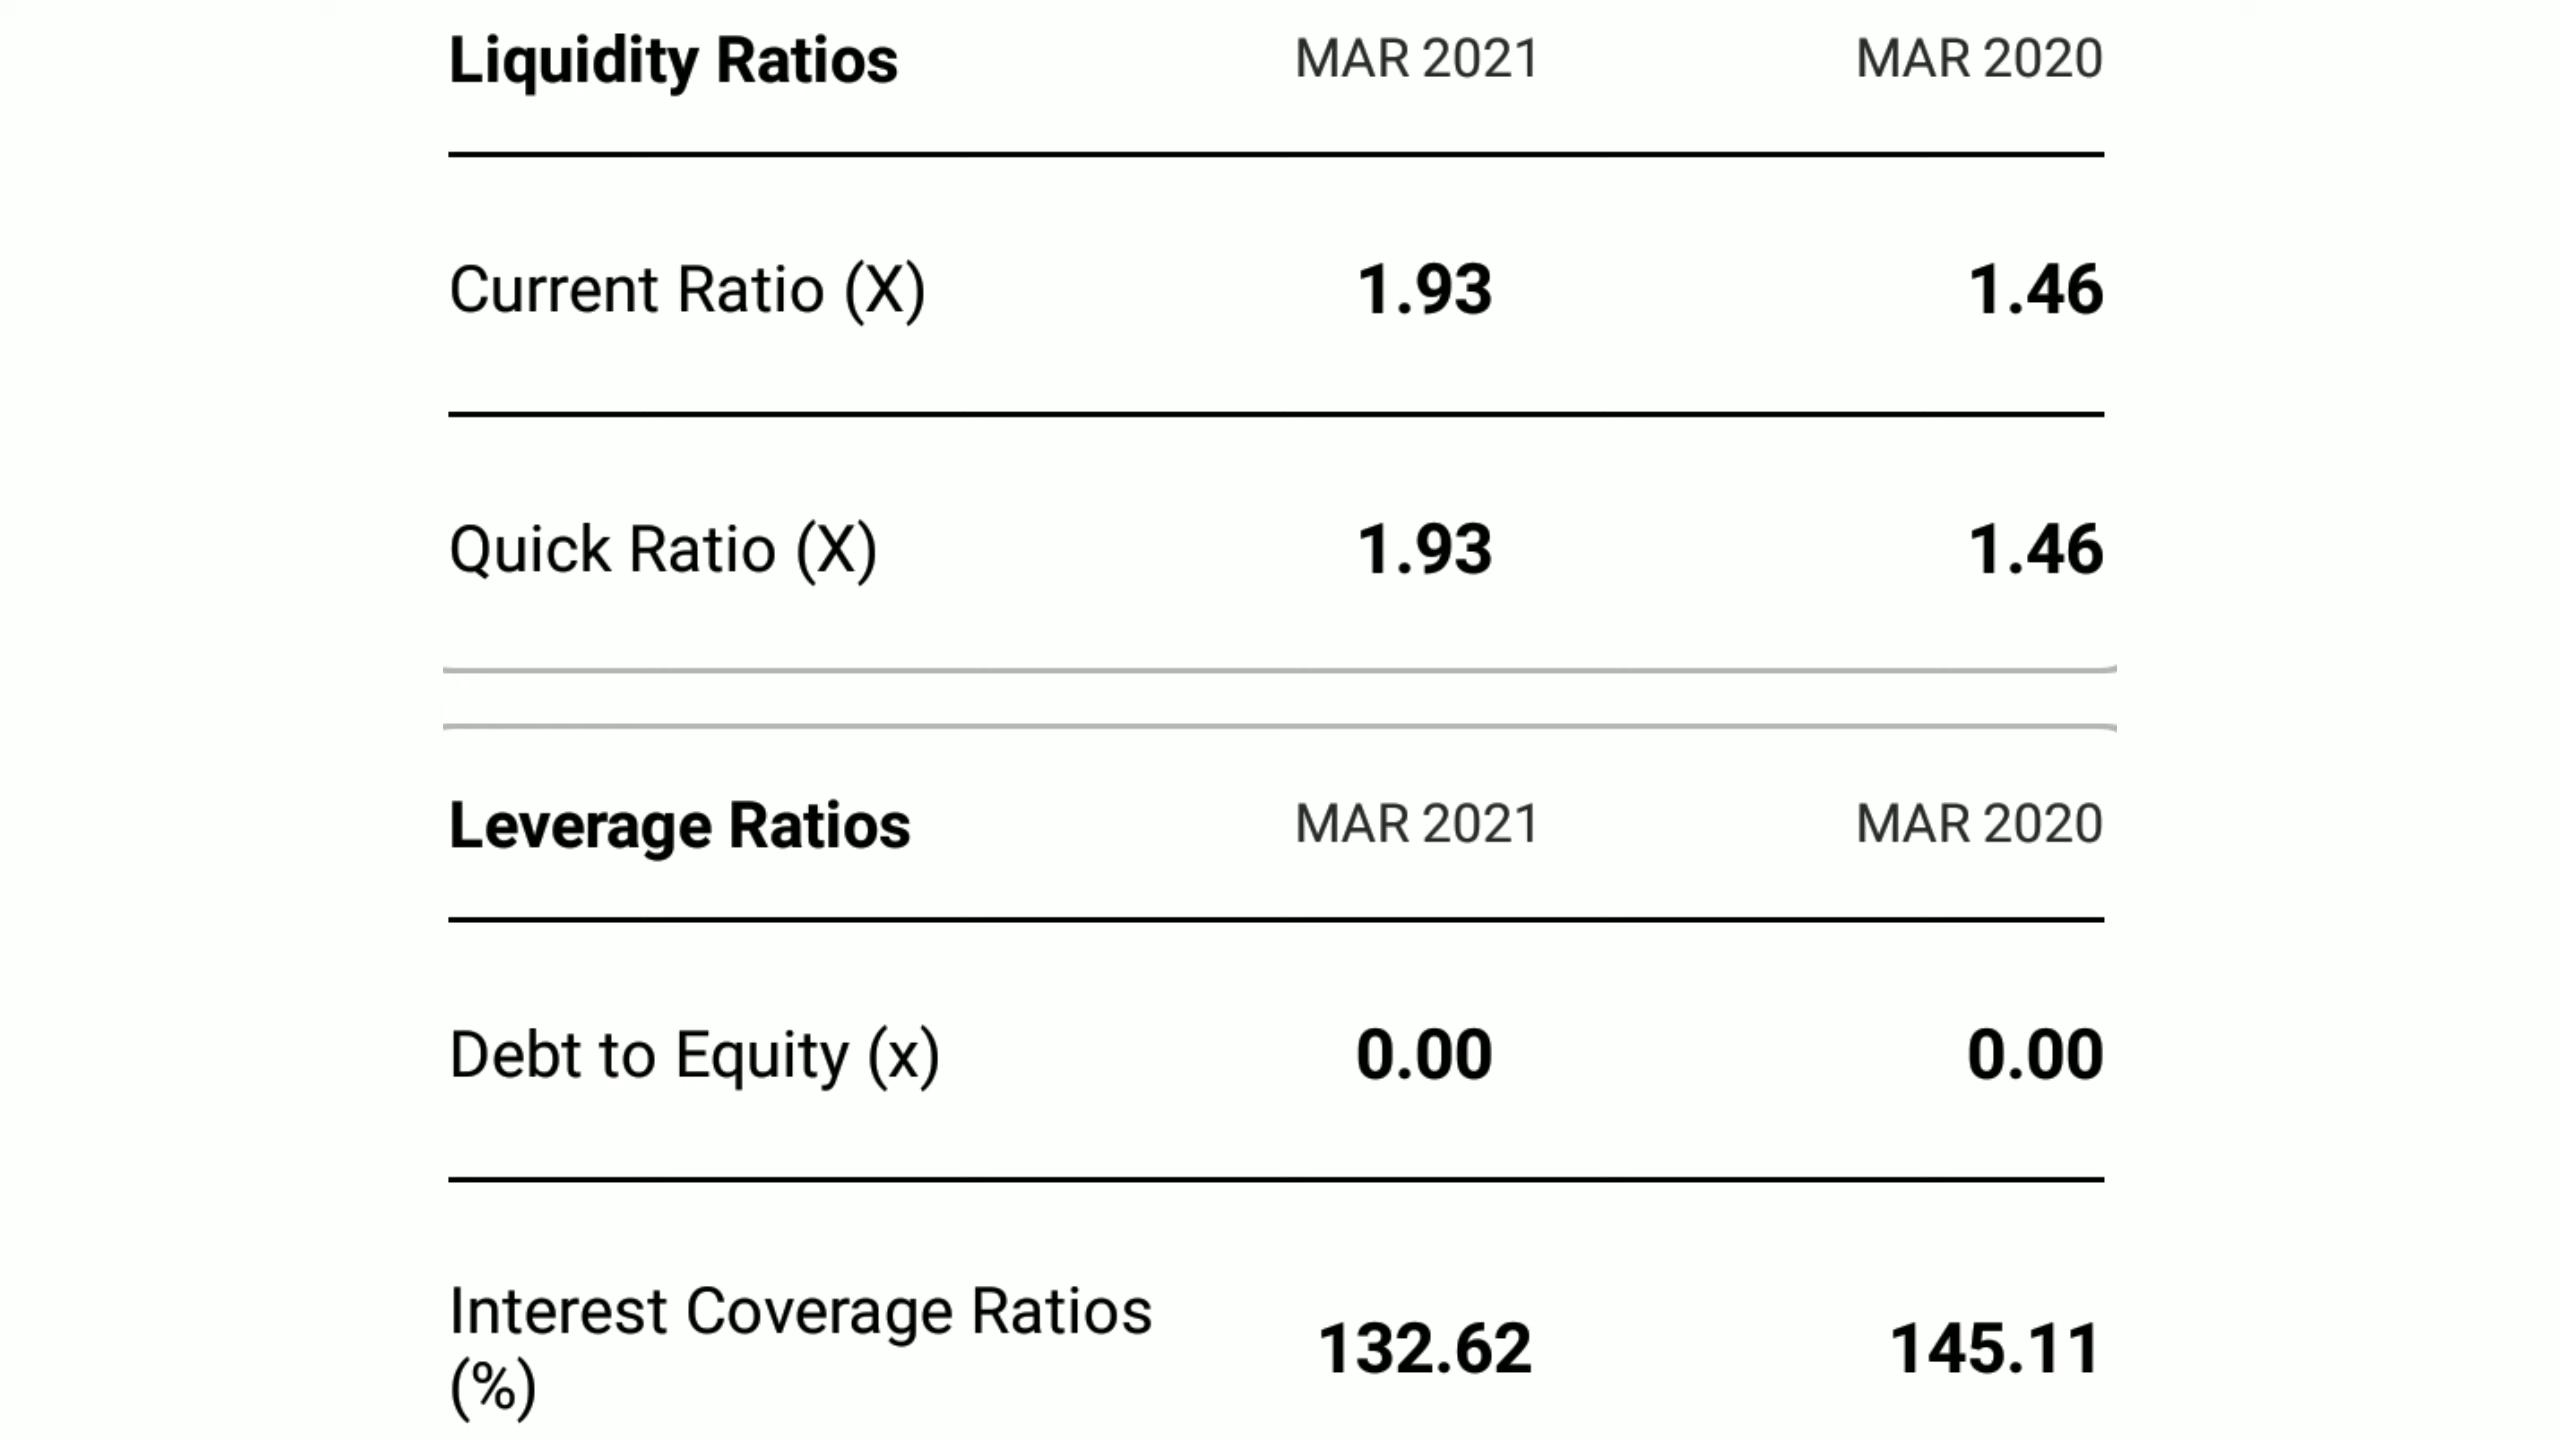 Liquidity Ratios MAR 2021 MAR 2020
Current Ratio (X) 1.93 1.46
Quick Ratio (X) 1.93 1.46
Leverage Ratios MAR 2021 MAR 2020
Debt to Equity (x) 0.00 0.00
Interest Coverage Ratios
(%) 132.62 145.11